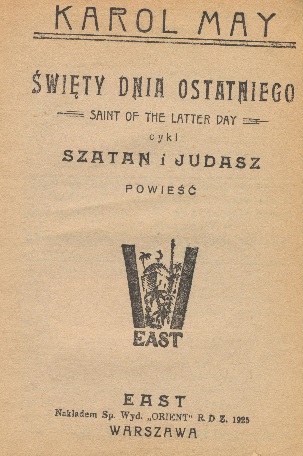 KAROL MAY
ŚWIĘTY DNIA OSTATNIEGO
SAINT OF THE LATTER DAY
cykl
SZATAN i JUDASZ
POWIEŚĆ
EAST
EAST
Nakładem Sp. Wyd. „ORIENT" R. D. Z. 1925
WARSZAWA